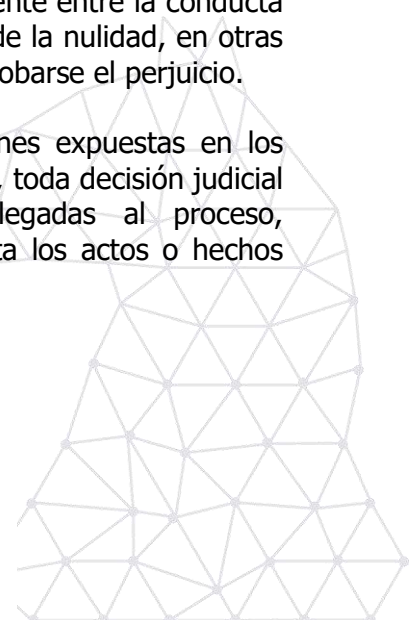 ente entre la conducta
de la nulidad, en otras
obarse el perjuicio.
nes expuestas en los
, toda decisión judicial
legadas al proceso,
ta los actos o hechos